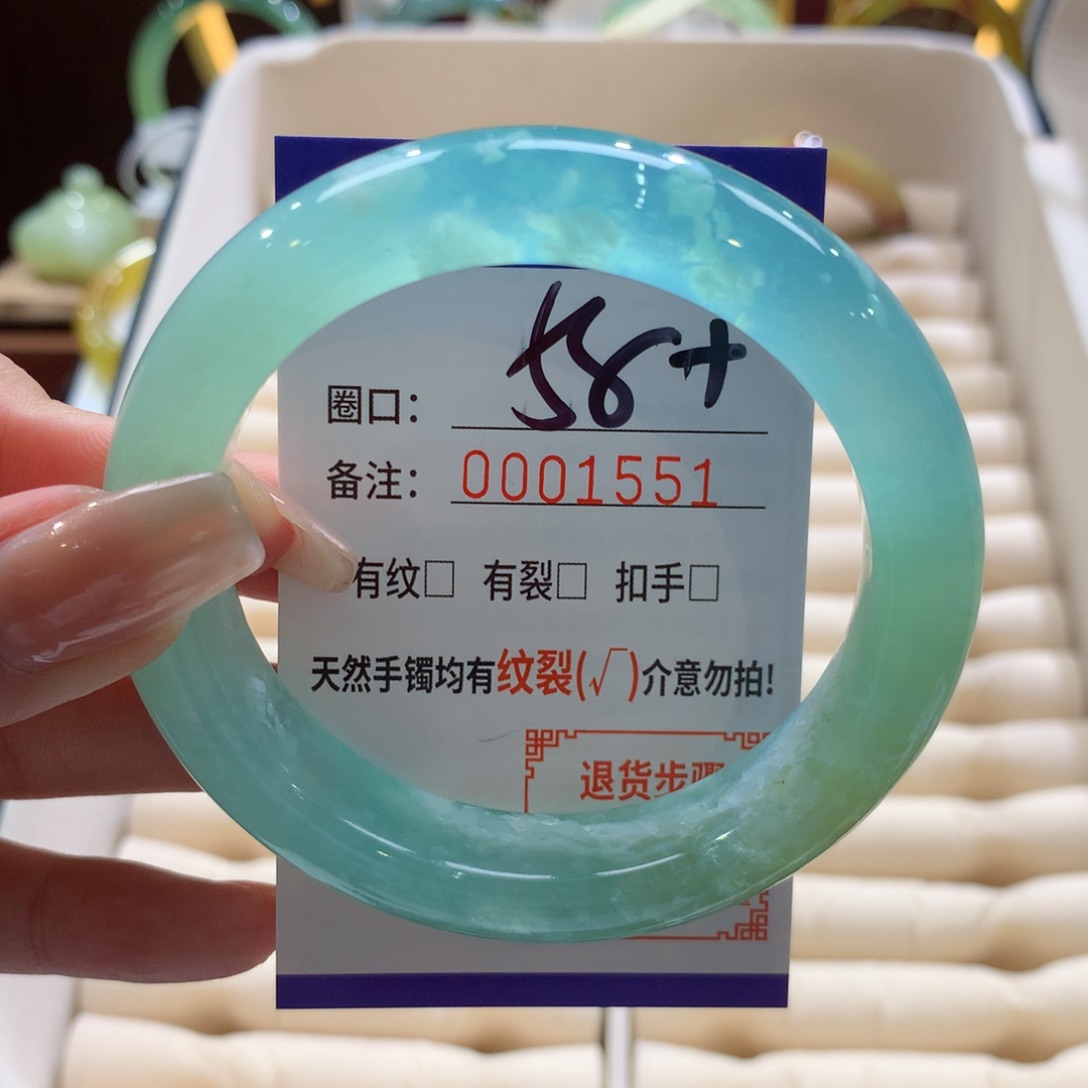 圈口： 58+
备注： 0001551
有纹□ 有裂□ 扣手□
天然手镯均有纹裂(√)介意勿拍!
退货步骤